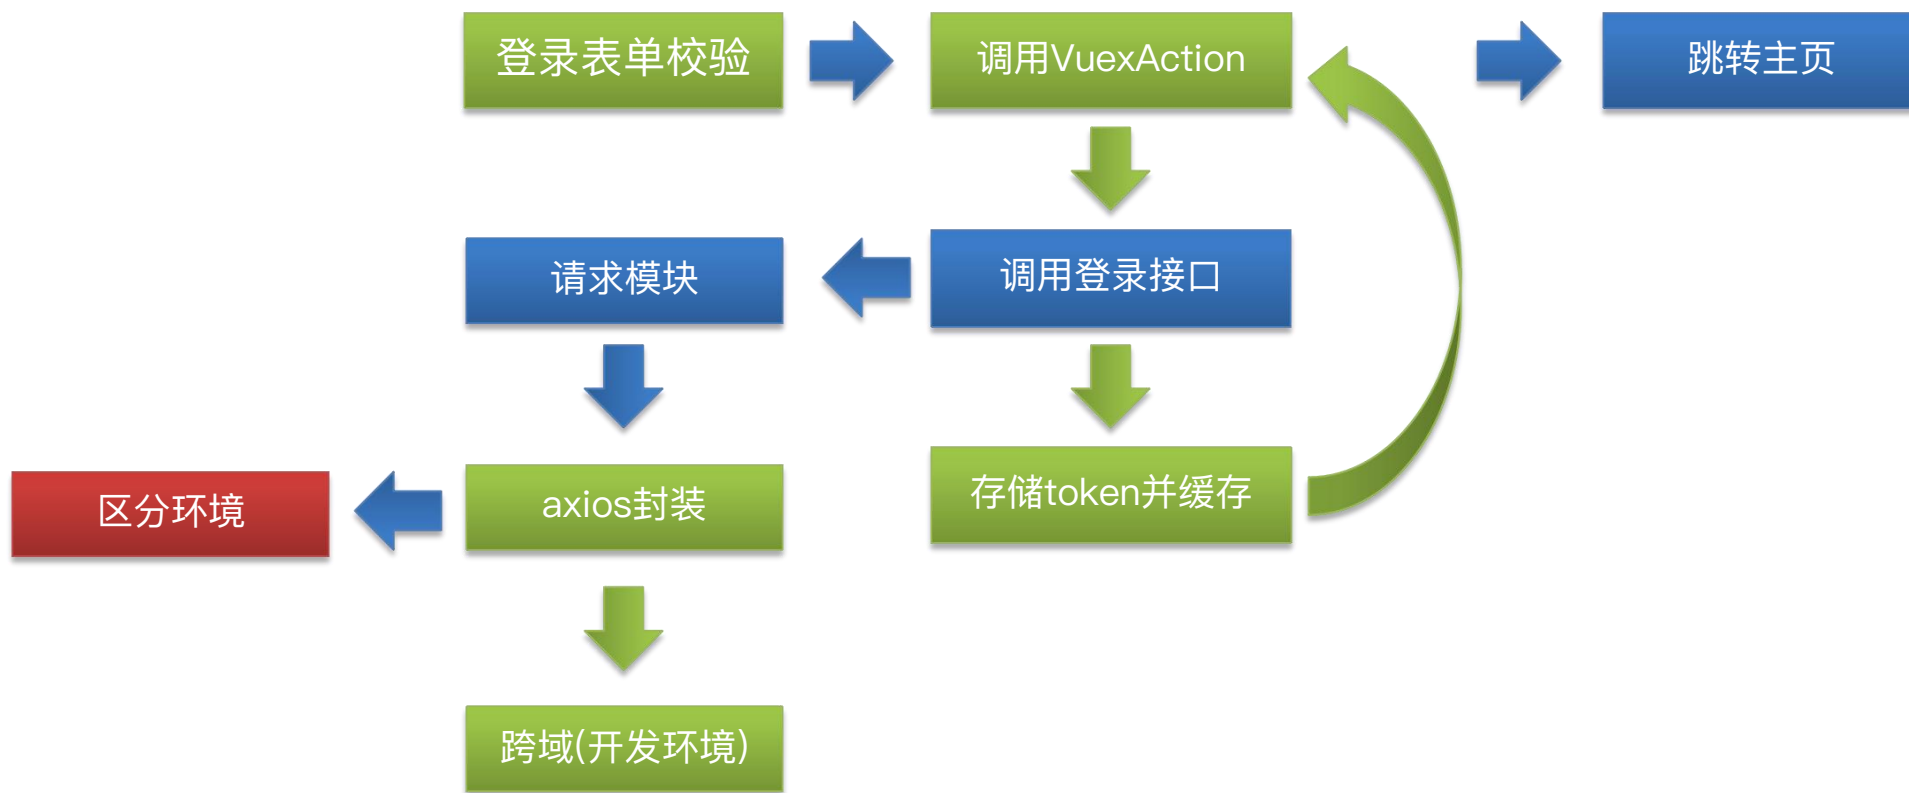 登录表单校验
调用VuexAction
跳转主页
请求模块
调用登录接口
区分环境
axios封装
存储token并缓存
跨域(开发环境)